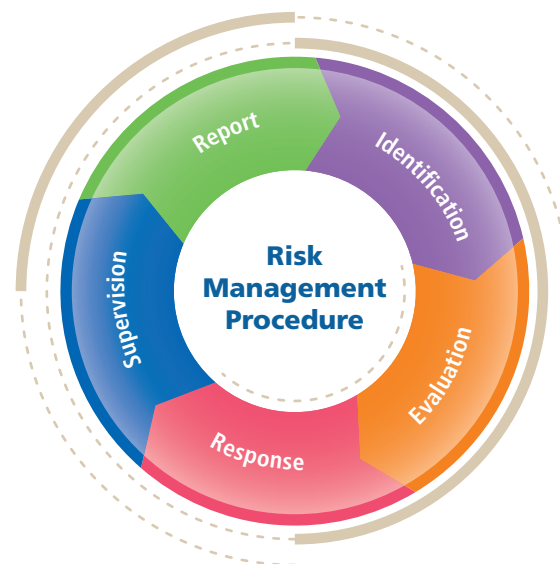 Risk
Management
Procedure
Identification
Evaluation
Response
Supervision
Report